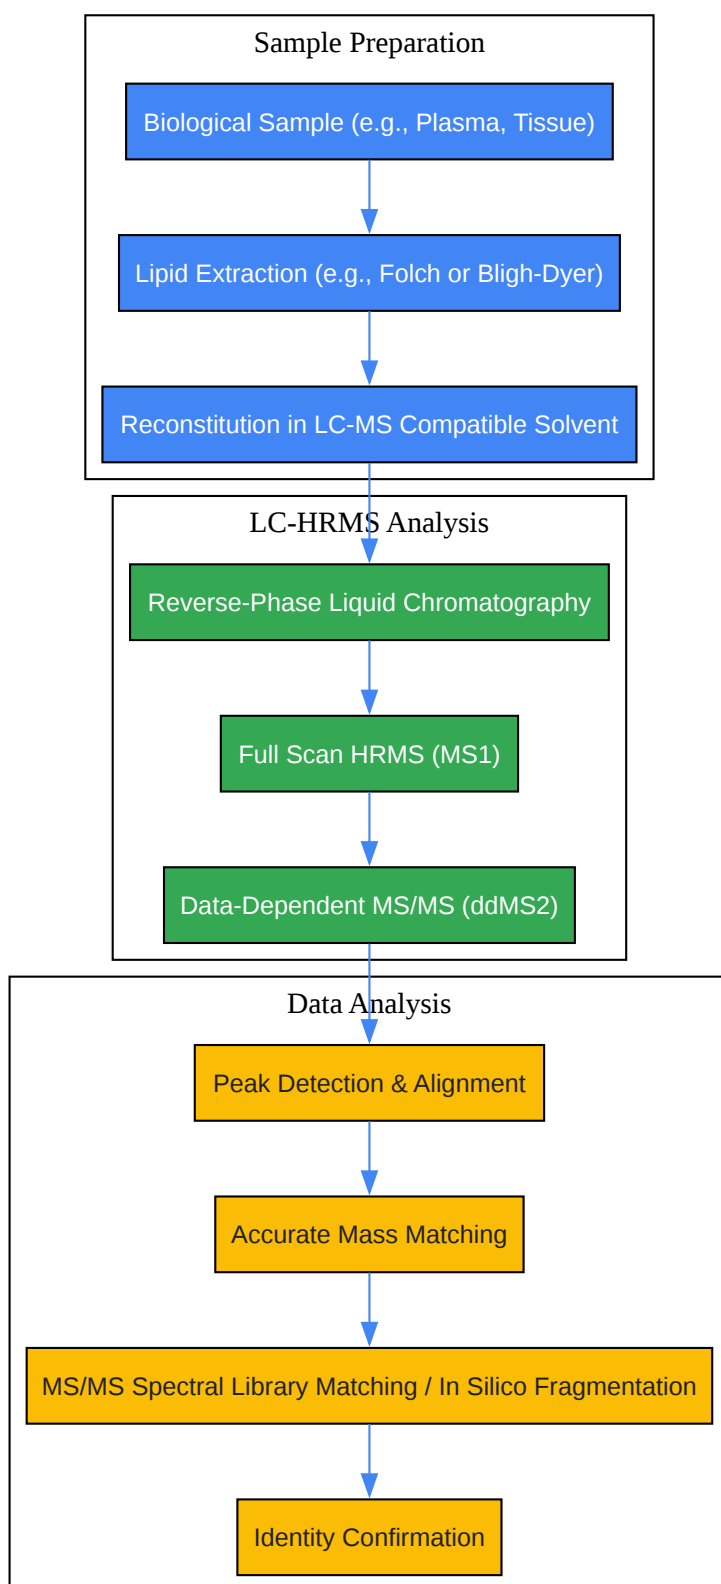 Sample Preparation
Biological Sample (e.g., Plasma, Tissue)
Lipid Extraction (e.g., Folch or Bligh-Dyer)
Reconstitution in LC-MS Compatible Solvent
LC-HRMS Analysis
Reverse-Phase Liquid Chromatography
Full Scan HRMS (MS1)
Data-Dependent MS/MS (ddMS2)
Data Analysis
Peak Detection & Alignment
Accurate Mass Matching
MS/MS Spectral Library Matching / In Silico Fragmentation
Identity Confirmation